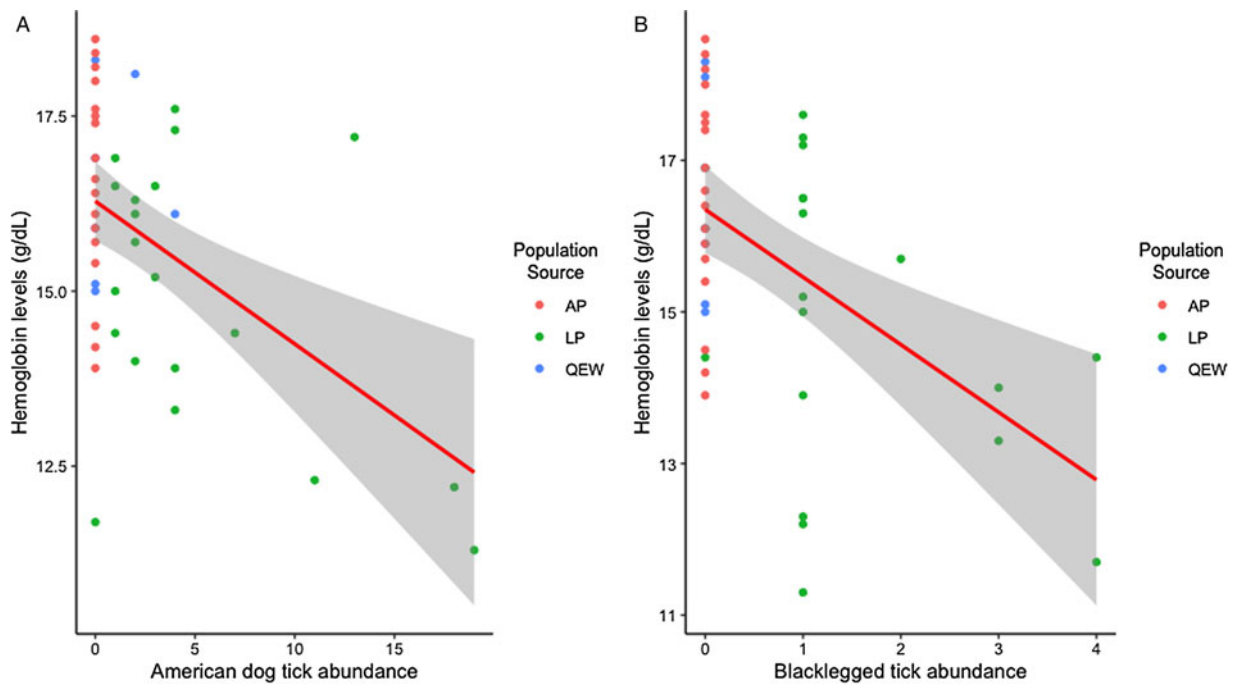 A
Hemoglobin levels (g/dL)
17.5
15.0
12.5
0
5
10
15
American dog tick abundance
Population
Source
AP
LP
QEW
B
Hemoglobin levels (g/dL)
17
15
13
11
0
1
2
3
4
Blacklegged tick abundance
Population
Source
AP
LP
QEW